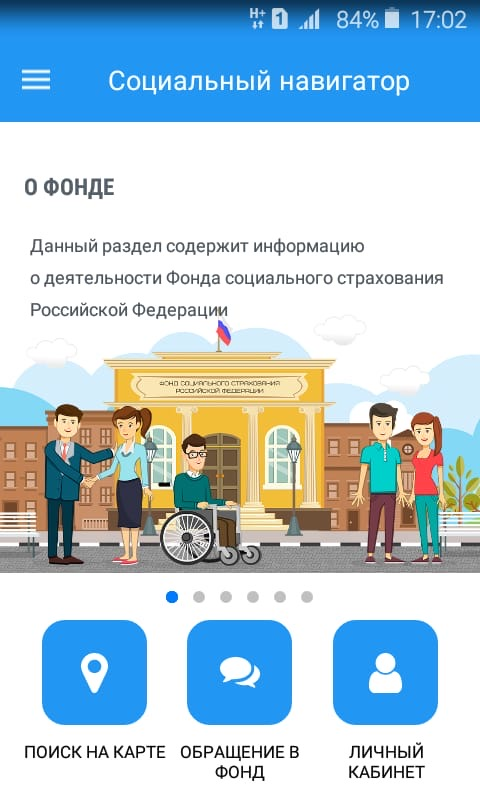 H+ 1 84% 17:02
Социальный навигатор
О ФОНДЕ
Данный раздел содержит информацию
о деятельности Фонда социального страхования
Российской Федерации
ФОНД СОЦИАЛЬНОГО СТРАХОВАНИЯ
РОССИЙСКОЙ ФЕДЕРАЦИИ
ПОИСК НА КАРТЕ
ОБРАЩЕНИЕ В
ФОНД
ЛИЧНЫЙ
КАБИНЕТ